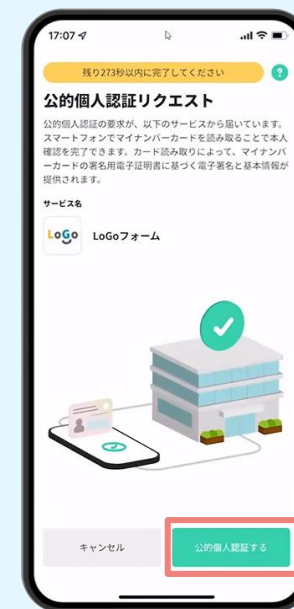 17:07
残り273秒以内に完了してください
?
公的個人認証リクエスト
公的個人認証の要求が、以下のサービスから届いています。
スマートフォンでマイナンバーカードを読み取ることで本人
確認を完了できます。カード読み取りによって、マイナンバ
ーカードの署名用電子証明書に基づく電子署名と基本情報が
提供されます。
サービス名
LoGo
LoGoフォーム
キャンセル
公的個人認証する